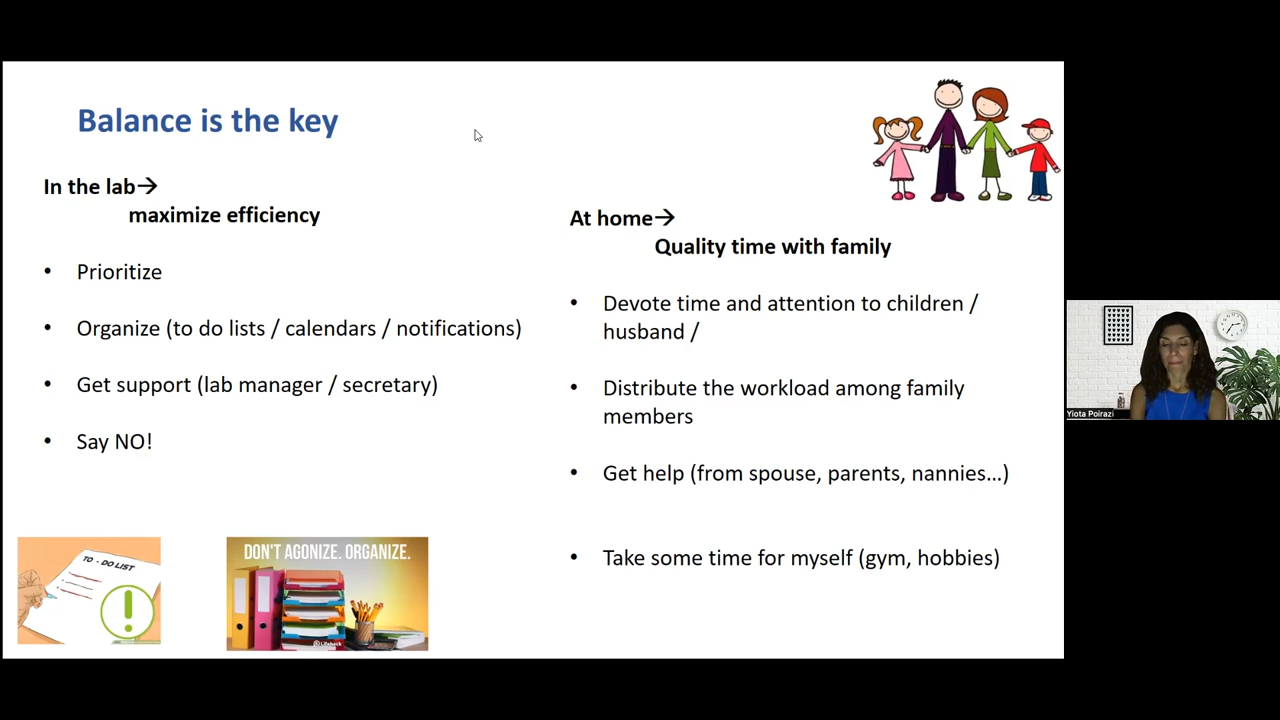 Balance is the key
In the lab→
maximize efficiency
• Prioritize
• Organize (to do lists / calendars / notifications)
• Get support (lab manager / secretary)
• Say NO!
At home→
Quality time with family
• Devote time and attention to children /
husband /
• Distribute the workload among family
members
• Get help (from spouse, parents, nannies…)
• Take some time for myself (gym, hobbies)
TO - DO LIST
DON'T AGONIZE. ORGANIZE.
Lifehack
Yiota Poirazi